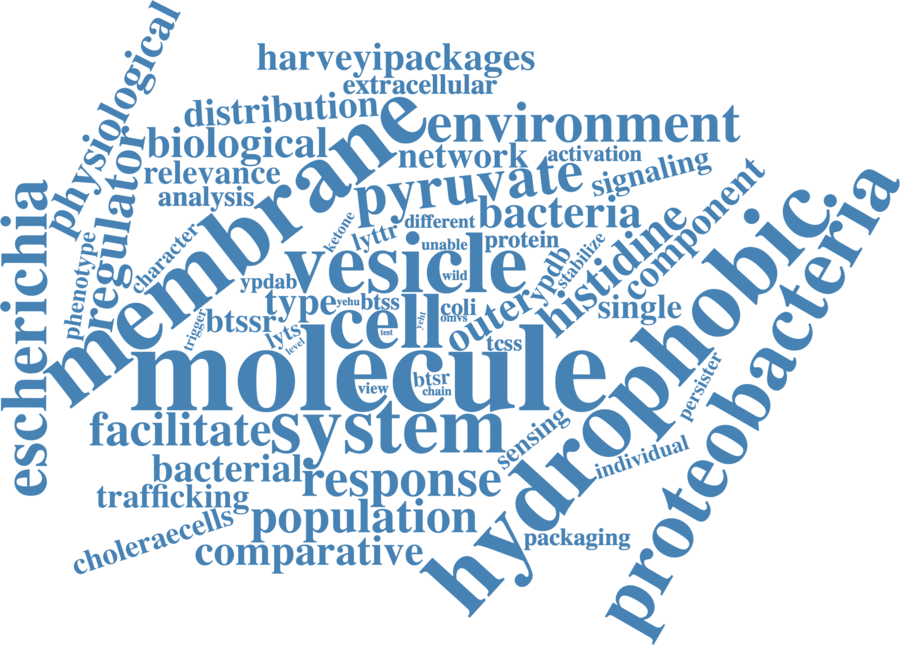 physiological
harveyipackages
extracellular
distribution
membrane
environment
biological
network
activation
relevance
pyruvate
signaling
analysis
regulator
escherichia
phenotype
character
ketone
lyttr
different
bacteria
component
unable
protein
histidine
stabilize
ypdb
vesicle
wild
ypdab
type
yehu
btss
coli
omvs
outer
single
hydrophobic
proteobacteria
trigger
btssr
lyts
level
cell
test
yeht
tcss
molecule
view
btsr
chain
persister
facilitate
system
sensing
individual
bacterial
response
trafficking
population
packaging
choleraecells
comparative